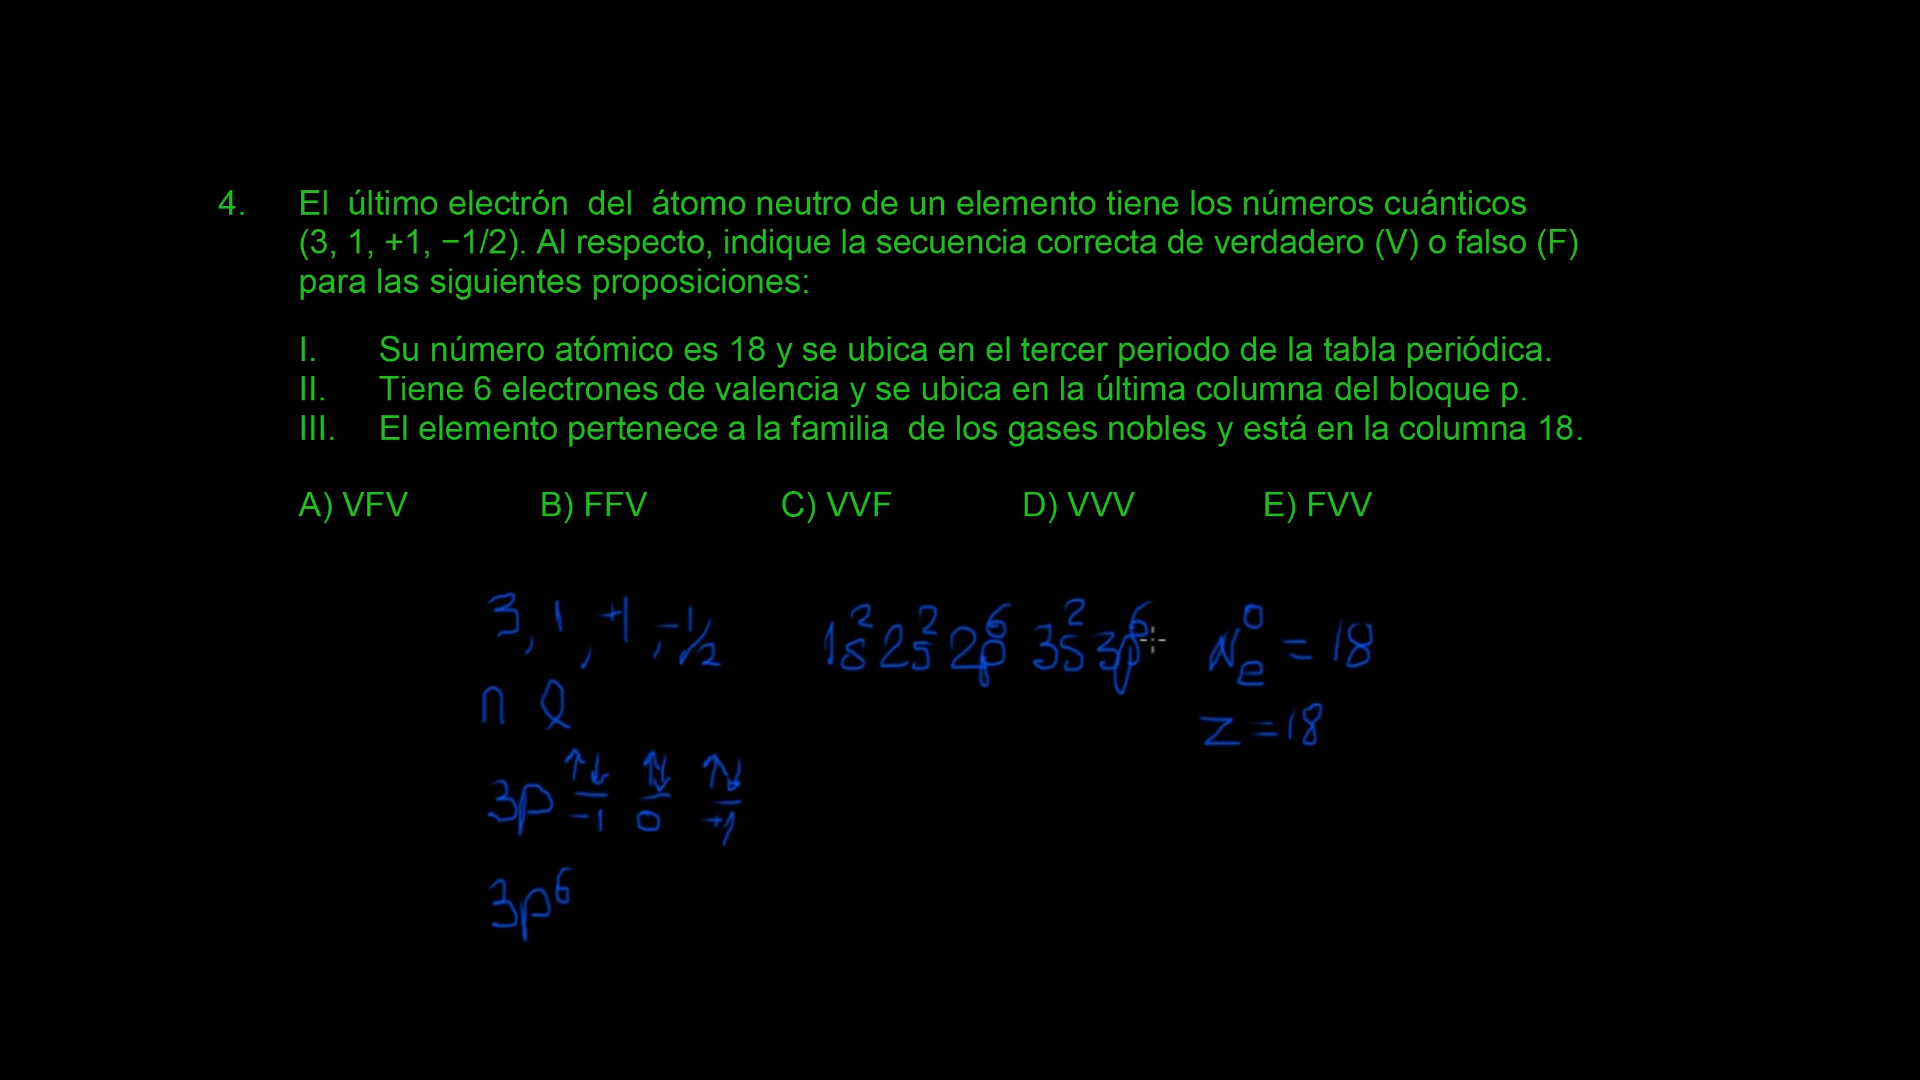 4. El último electrón del átomo neutro de un elemento tiene los números cuánticos
(3, 1, +1, −1/2). Al respecto, indique la secuencia correcta de verdadero (V) o falso (F)
para las siguientes proposiciones:
I. Su número atómico es 18 y se ubica en el tercer periodo de la tabla periódica.
II. Tiene 6 electrones de valencia y se ubica en la última columna del bloque p.
III. El elemento pertenece a la familia de los gases nobles y está en la columna 18.
A) VFV B) FFV C) VVF D) VVV E) FVV
3, 1, +1, −1/2
n ℓ
3p ↑↓ ↑↓ ↑↓
−1 0 +1
3p⁶
1s² 2s² 2p⁶ 3s² 3p⁶
Nₑ⁰ = 18
Z = 18